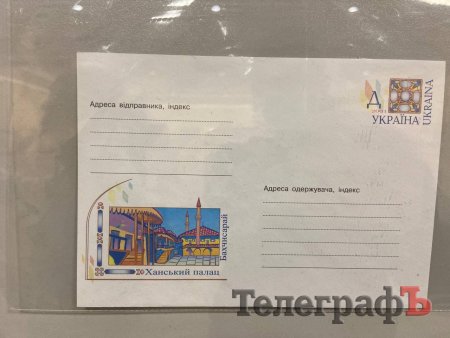 Адреса відправника, індекс
Д
УКРАЇНА
UKRAINA
Адреса одержувача, індекс
Бахчисарай
Ханський палац
ТелеграфЪ